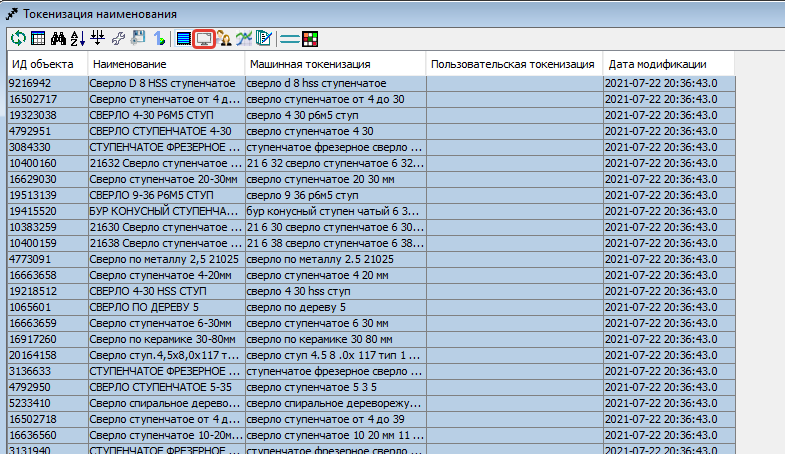 Токенизация наименования
ИД объекта Наименование Машинная токенизация Пользовательская токенизация Дата модификации
9216942 Сверло D 8 HSS ступенчатое сверло d 8 hss ступенчатое 2021-07-22 20:36:43.0
16502717 Сверло ступенчатое от 4 д... сверло ступенчатое от 4 до 30 2021-07-22 20:36:43.0
19323038 СВЕРЛО 4-30 Р6М5 СТУП сверло 4 30 р6м5 ступ 2021-07-22 20:36:43.0
4792951 СВЕРЛО СТУПЕНЧАТОЕ 4-30 сверло ступенчатое 4 30 2021-07-22 20:36:43.0
3084330 СТУПЕНЧАТОЕ ФРЕЗЕРНОЕ ... ступенчатое фрезерное сверло ... 2021-07-22 20:36:43.0
10400160 21632 Сверло ступенчатое ... 21 6 32 сверло ступенчатое 6 32... 2021-07-22 20:36:43.0
16629030 Сверло ступенчатое 20-30мм сверло ступенчатое 20 30 мм 2021-07-22 20:36:43.0
19513139 СВЕРЛО 9-36 Р6М5 СТУП сверло 9 36 р6м5 ступ 2021-07-22 20:36:43.0
19415520 БУР КОНУСНЫЙ СТУПЕНЧА... бур конусный ступен чатый 6 3... 2021-07-22 20:36:43.0
10383259 21630 Сверло ступенчатое ... 21 6 30 сверло ступенчатое 6 30... 2021-07-22 20:36:43.0
10400159 21638 Сверло ступенчатое ... 21 6 38 сверло ступенчатое 6 38... 2021-07-22 20:36:43.0
4773091 Сверло по металлу 2,5 21025 сверло по металлу 2.5 21025 2021-07-22 20:36:43.0
16663658 Сверло ступенчатое 4-20мм сверло ступенчатое 4 20 мм 2021-07-22 20:36:43.0
19218512 СВЕРЛО 4-30 HSS СТУП сверло 4 30 hss ступ 2021-07-22 20:36:43.0
1065601 СВЕРЛО ПО ДЕРЕВУ 5 сверло по дереву 5 2021-07-22 20:36:43.0
16663659 Сверло ступенчатое 6-30мм сверло ступенчатое 6 30 мм 2021-07-22 20:36:43.0
16917260 Сверло по керамике 30-80мм сверло по керамике 30 80 мм 2021-07-22 20:36:43.0
20164158 Сверло ступ.4,5х8,0х117 т... сверло ступ 4.5 8 .0х 117 тип 1 ... 2021-07-22 20:36:43.0
3136633 СТУПЕНЧАТОЕ ФРЕЗЕРНОЕ ... ступенчатое фрезерное сверло ... 2021-07-22 20:36:43.0
4792950 СВЕРЛО СТУПЕНЧАТОЕ 5-35 сверло ступенчатое 5 3 5 2021-07-22 20:36:43.0
5233410 Сверло спиральное дерево... сверло спиральное дереворежу... 2021-07-22 20:36:43.0
16502718 Сверло ступенчатое от 4 д... сверло ступенчатое от 4 до 39 2021-07-22 20:36:43.0
16636560 Сверло ступенчатое 10-20м... сверло ступенчатое 10 20 мм 11 ... 2021-07-22 20:36:43.0
3131940 СТУПЕНЧАТОЕ ФРЕЗЕРНОЕ ... ступенчатое фрезерное сверло ... 2021-07-22 20:36:43.0